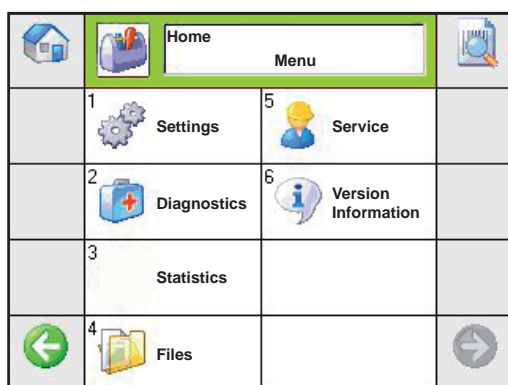 Home
Menu
1
Settings
5
Service
2
Diagnostics
6
Version
Information
3
Statistics
4
Files